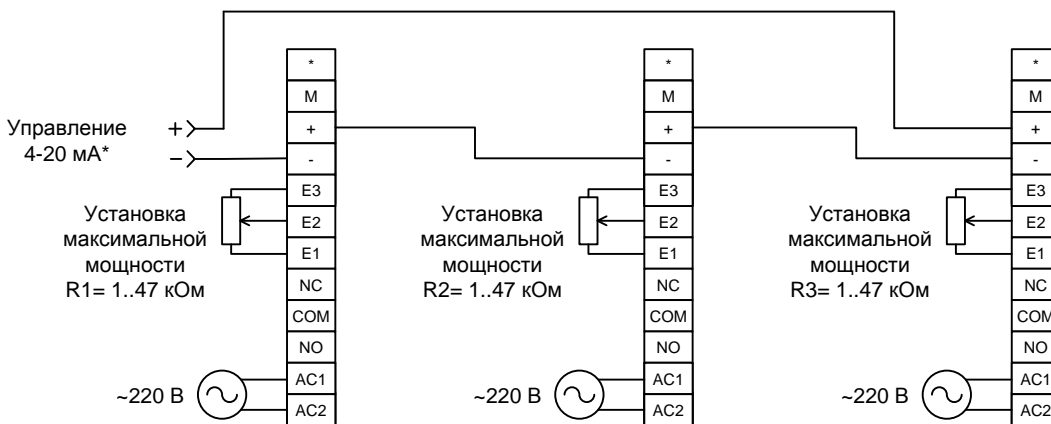 *
M
+
-
E3
E2
E1
NC
COM
NO
AC1
AC2
*
M
+
-
E3
E2
E1
NC
COM
NO
AC1
AC2
*
M
+
-
E3
E2
E1
NC
COM
NO
AC1
AC2
Управление
4-20 мА*
+
−
Установка
максимальной
мощности
R1= 1..47 кОм
Установка
максимальной
мощности
R2= 1..47 кОм
Установка
максимальной
мощности
R3= 1..47 кОм
~220 В
~220 В
~220 В